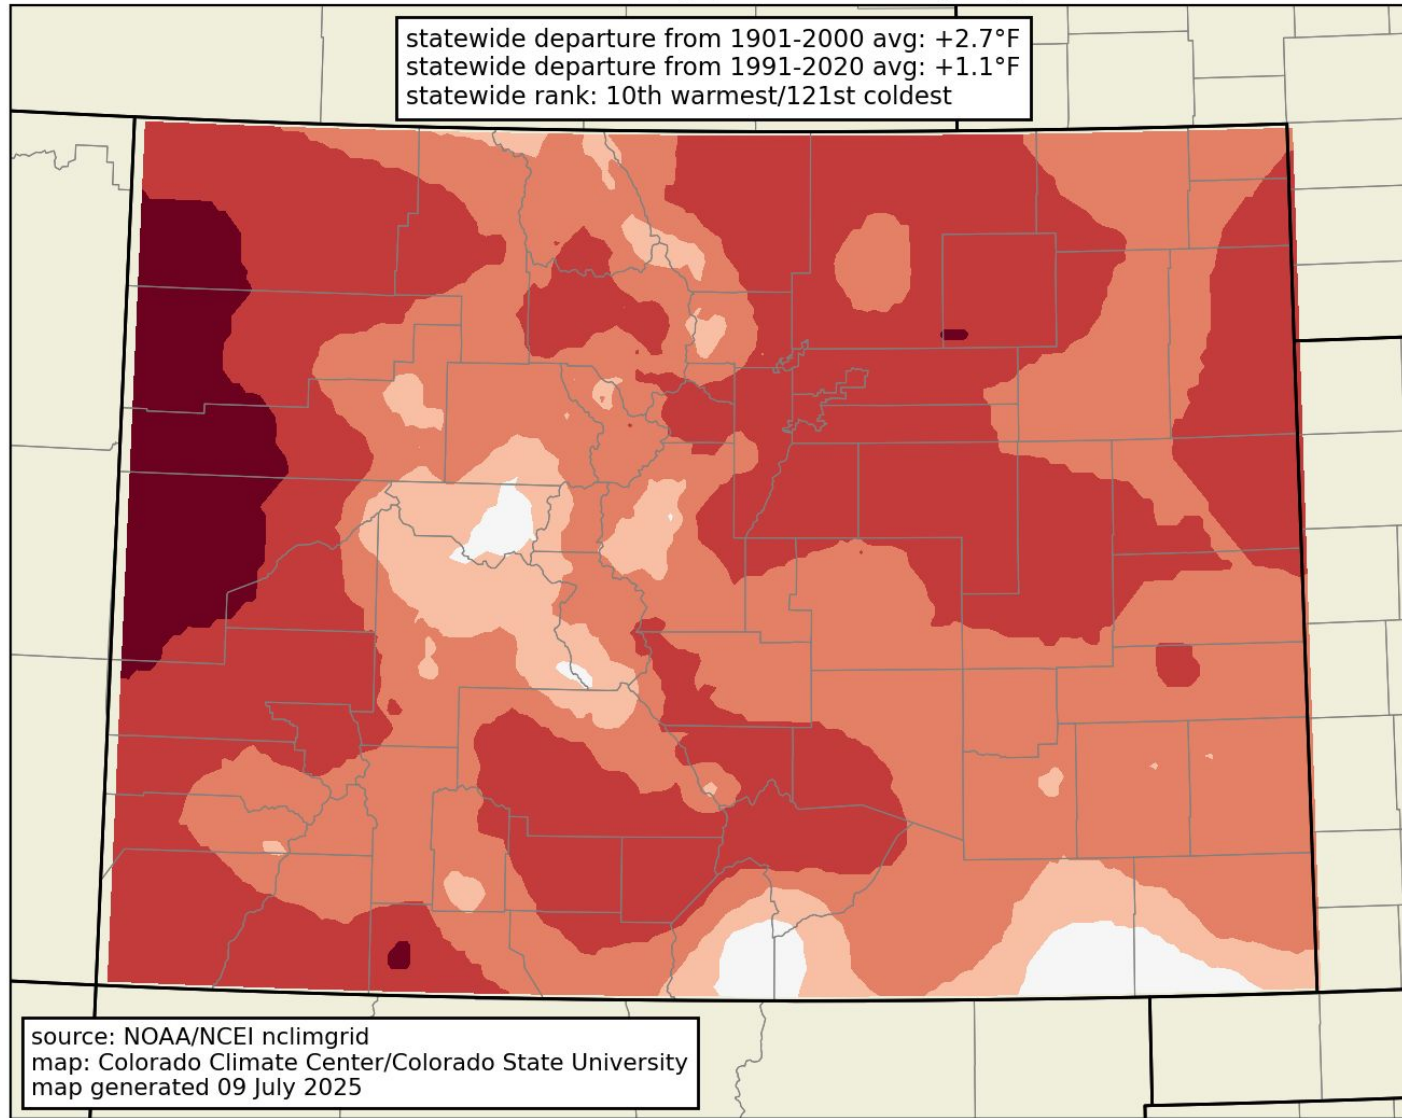 statewide departure from 1901-2000 avg: +2.7°F
statewide departure from 1991-2020 avg: +1.1°F
statewide rank: 10th warmest/121st coldest
source: NOAA/NCEI nclimgrid
map: Colorado Climate Center/Colorado State University
map generated 09 July 2025